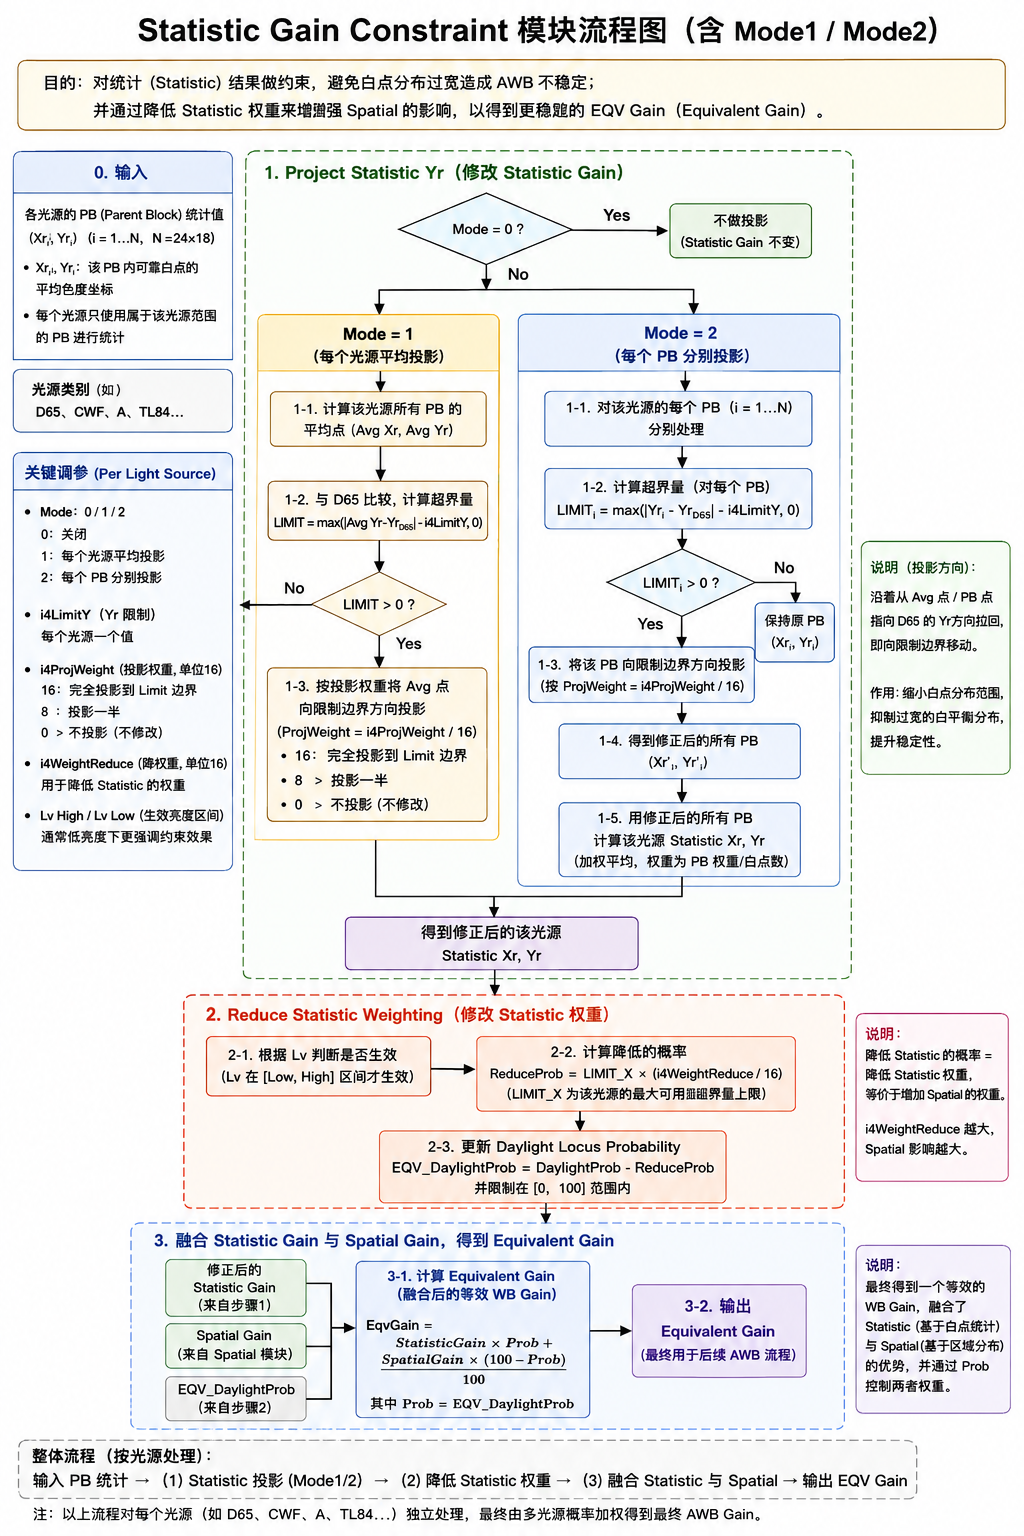 Statistic Gain Constraint 模块流程图（含 Mode1 / Mode2）
目的：对统计 (Statistic) 结果做约束，避免白点分布过宽造成 AWB 不稳定；
并通过降低 Statistic 权重来增强 Spatial 的影响，以得到更稳的 EQV Gain（Equivalent Gain）。
0. 输入
各光源的 PB (Parent Block) 统计值
(Xrᵢ, Yrᵢ)（i = 1...N，N =24×18）
• Xrᵢ, Yrᵢ：该 PB 内可靠白点的
平均色度坐标
• 每个光源只使用属于该光源范围
的 PB 进行统计
光源类别（如）
D65、CWF、A、TL84...
关键调参 (Per Light Source)
• Mode：0 / 1 / 2
0：关闭
1：每个光源平均投影
2：每个 PB 分别投影
• i4LimitY（Yr 限制）
每个光源一个值
• i4ProjWeight (投影权重, 单位16)
16：完全投影到 Limit 边界
8 ：投影一半
0 > 不投影 (不修改)
• i4WeightReduce (降权重, 单位16)
用于降低 Statistic 的权重
• Lv High / Lv Low (生效亮度区间)
通常低亮度下更强调约束效果
1. Project Statistic Yr（修改 Statistic Gain）
Mode = 0 ?
Yes
不做投影
(Statistic Gain 不变)
No
Mode = 1
（每个光源平均投影）
1-1. 计算该光源所有 PB 的
平均点 (Avg Xr, Avg Yr)
1-2. 与 D65 比较，计算超界量
LIMIT = max(|Avg Yr-Yr_D65| - i4LimitY, 0)
LIMIT > 0 ?
No
Yes
1-3. 按投影权重将 Avg 点
向限制边界方向投影
(ProjWeight = i4ProjWeight / 16)
• 16：完全投影到 Limit 边界
• 8 > 投影一半
• 0 > 不投影 (不修改)
Mode = 2
（每个 PB 分别投影）
1-1. 对该光源的每个 PB（i = 1...N）
分别处理
1-2. 计算超界量（对每个 PB）
LIMITᵢ = max(|Yrᵢ - Yr_D65| - i4LimitY, 0)
LIMITᵢ > 0 ?
No
保持原 PB
(Xrᵢ, Yrᵢ)
Yes
1-3. 将该 PB 向限制边界方向投影
(按 ProjWeight = i4ProjWeight / 16)
1-4. 得到修正后的所有 PB
(Xr'ᵢ, Yr'ᵢ)
1-5. 用修正后的所有 PB
计算该光源 Statistic Xr, Yr
(加权平均，权重为 PB 权重/白点数)
得到修正后的该光源
Statistic Xr, Yr
说明（投影方向）：
沿着从 Avg 点 / PB 点
指向 D65 的 Yr方向拉回，
即向限制边界移动。
作用：缩小白点分布范围，
抑制过宽的白平衡分布，
提升稳定性。
2. Reduce Statistic Weighting（修改 Statistic 权重）
2-1. 根据 Lv 判断是否生效
(Lv 在 [Low, High] 区间才生效)
2-2. 计算降低的概率
ReduceProb = LIMIT_X × (i4WeightReduce / 16)
(LIMIT_X 为该光源的最大可用界量上限)
2-3. 更新 Daylight Locus Probability
EQV_DaylightProb = DaylightProb - ReduceProb
并限制在 [0，100] 范围内
说明：
降低 Statistic 的概率 =
降低 Statistic 权重，
等价于增加 Spatial 的权重。
i4WeightReduce 越大，
Spatial 影响越大。
3. 融合 Statistic Gain 与 Spatial Gain，得到 Equivalent Gain
修正后的
Statistic Gain
(来自步骤1)
Spatial Gain
(来自 Spatial 模块)
EQV_DaylightProb
(来自步骤2)
3-1. 计算 Equivalent Gain
(融合后的等效 WB Gain)
EqvGain =
StatisticGain × Prob +
SpatialGain × (100 − Prob)
100
其中 Prob = EQV_DaylightProb
3-2. 输出
Equivalent Gain
(最终用于后续 AWB 流程)
说明：
最终得到一个等效的
WB Gain，融合了
Statistic (基于白点统计)
与 Spatial (基于区域分布)
的优势，并通过 Prob
控制两者权重。
整体流程（按光源处理）：
输入 PB 统计 → (1) Statistic 投影 (Mode1/2) → (2) 降低 Statistic 权重 → (3) 融合 Statistic 与 Spatial → 输出 EQV Gain
注：以上流程对每个光源（如 D65、CWF、A、TL84...）独立处理，最终由多光源概率加权得到最终 AWB Gain。